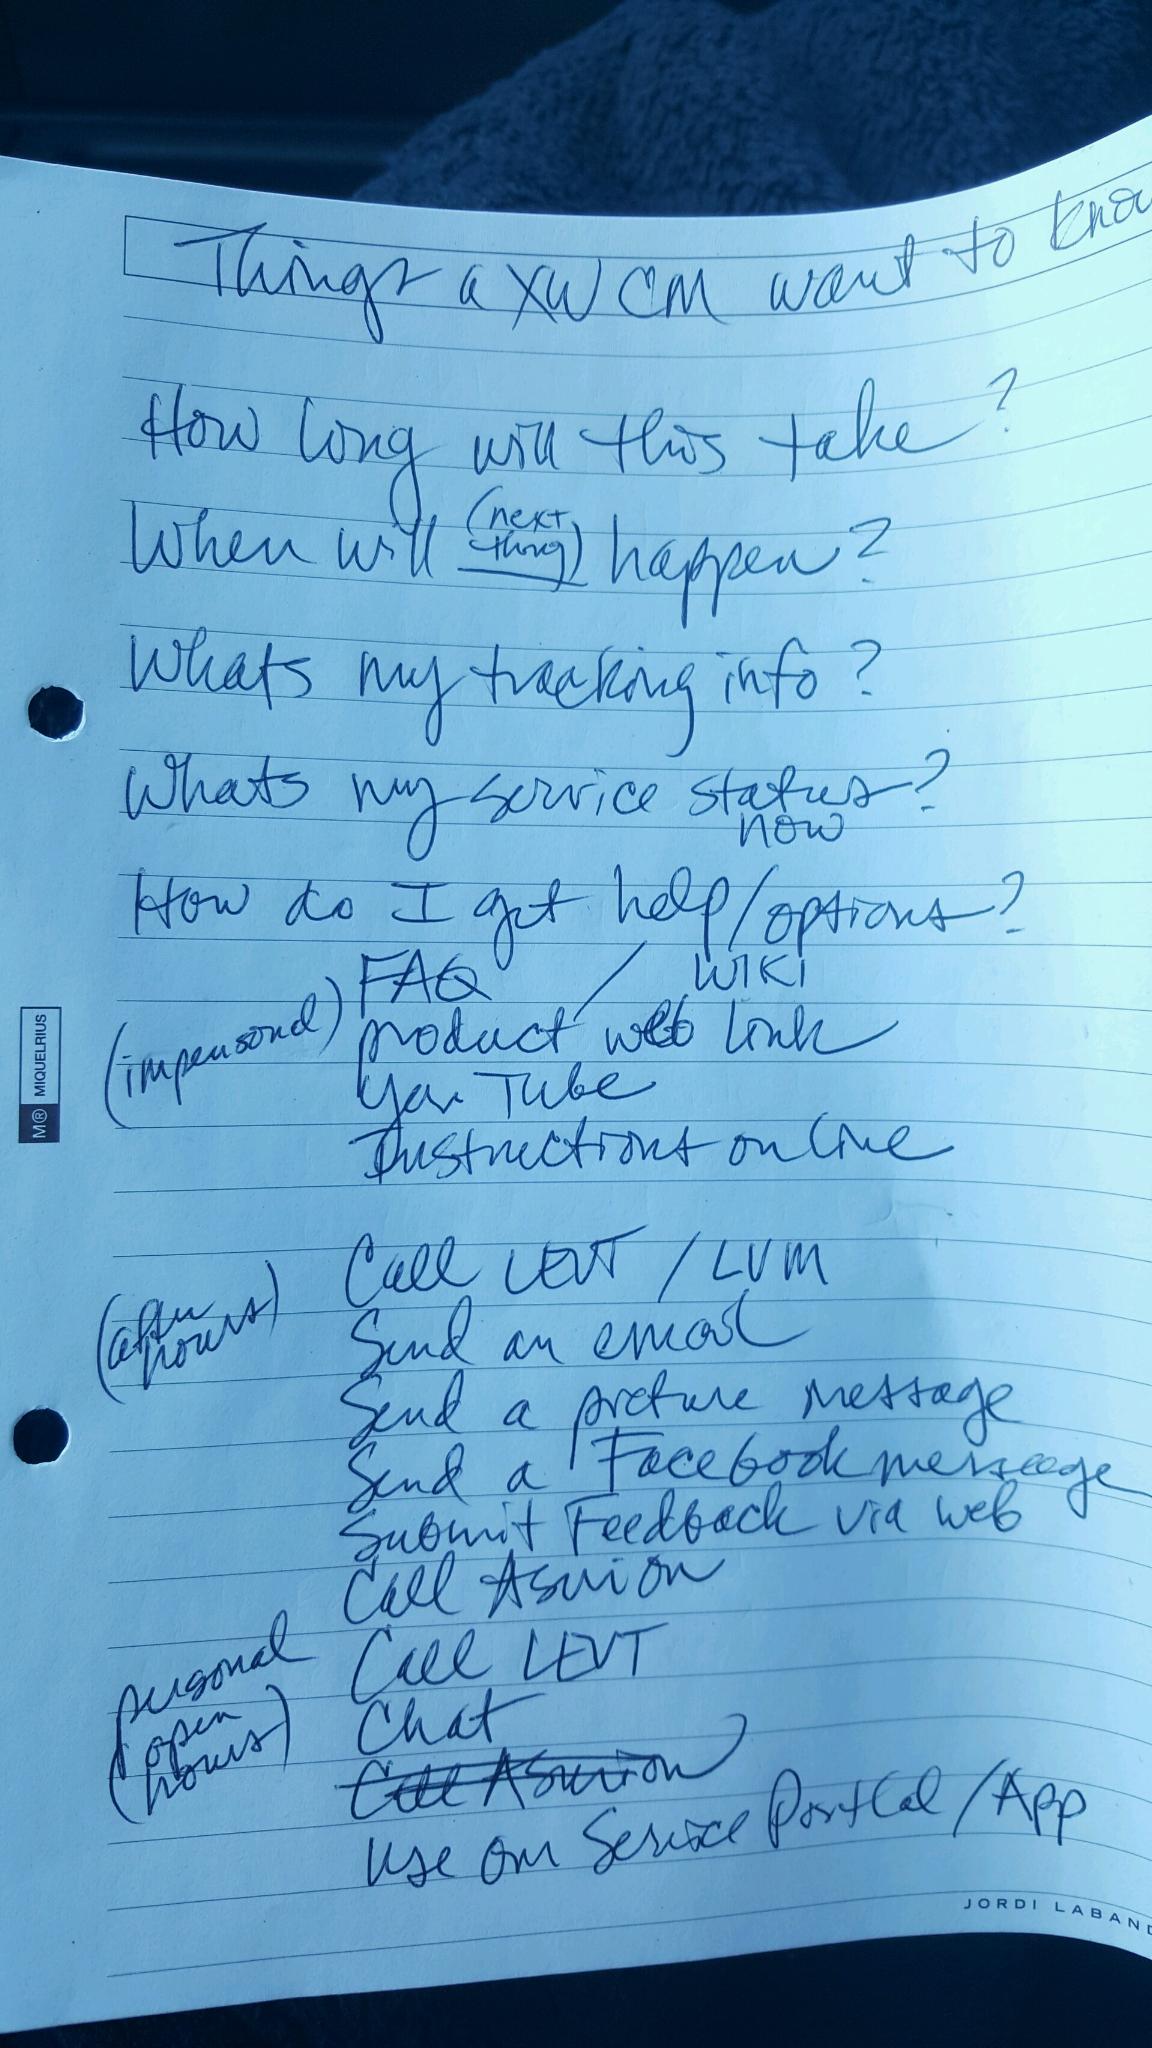 Things a XW CM want to know
How long will this take?
When will (next thing) happen?
Whats my tracking info?
Whats my service status?
now
How do I get help/options?
FAQ / WIKI
(impersonal) product web link
You Tube
Instructions online
Call LEVT / LVM
(after hours) Send an email
Send a picture message
Send a Facebook message
Submit Feedback via web
Call Asurion
personal Call LEVT
(open hours) Chat
Call Asurion
use our Service Portal / App
M® MIQUELRIUS
JORDI LABAND